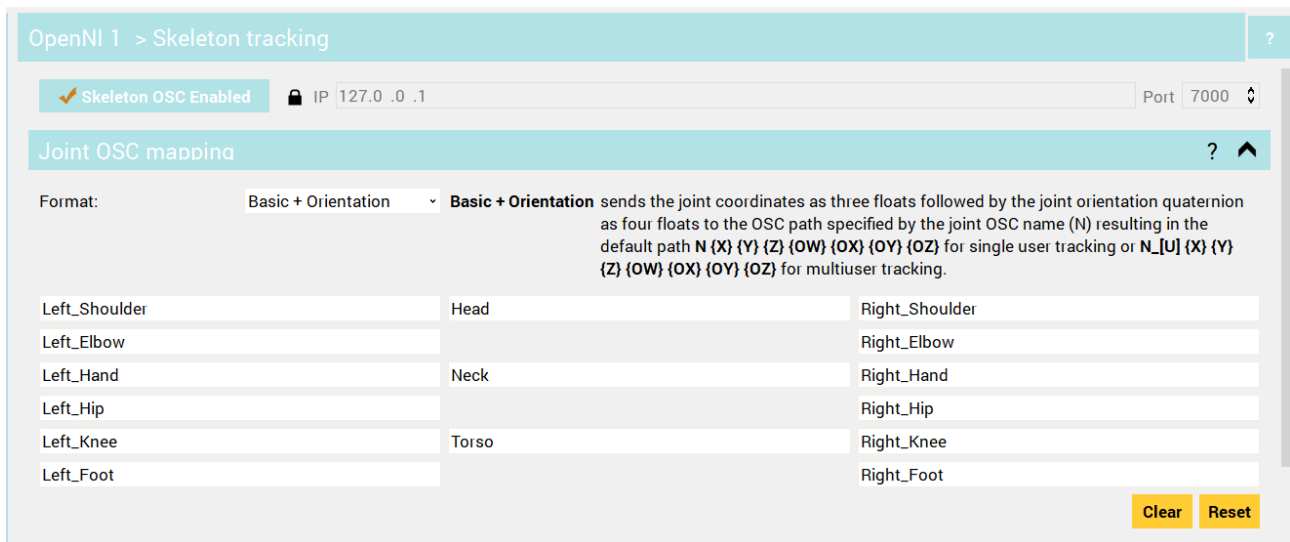 OpenNI 1 > Skeleton tracking ?
Skeleton OSC Enabled IP 127.0 .0 .1 Port 7000
Joint OSC mapping ?
Format: Basic + Orientation Basic + Orientation sends the joint coordinates as three floats followed by the joint orientation quaternion
as four floats to the OSC path specified by the joint OSC name (N) resulting in the
default path N {X} {Y} {Z} {OW} {OX} {OY} {OZ} for single user tracking or N_[U] {X} {Y}
{Z} {OW} {OX} {OY} {OZ} for multiuser tracking.
Left_Shoulder Head Right_Shoulder
Left_Elbow Right_Elbow
Left_Hand Neck Right_Hand
Left_Hip Right_Hip
Left_Knee Torso Right_Knee
Left_Foot Right_Foot
Clear Reset